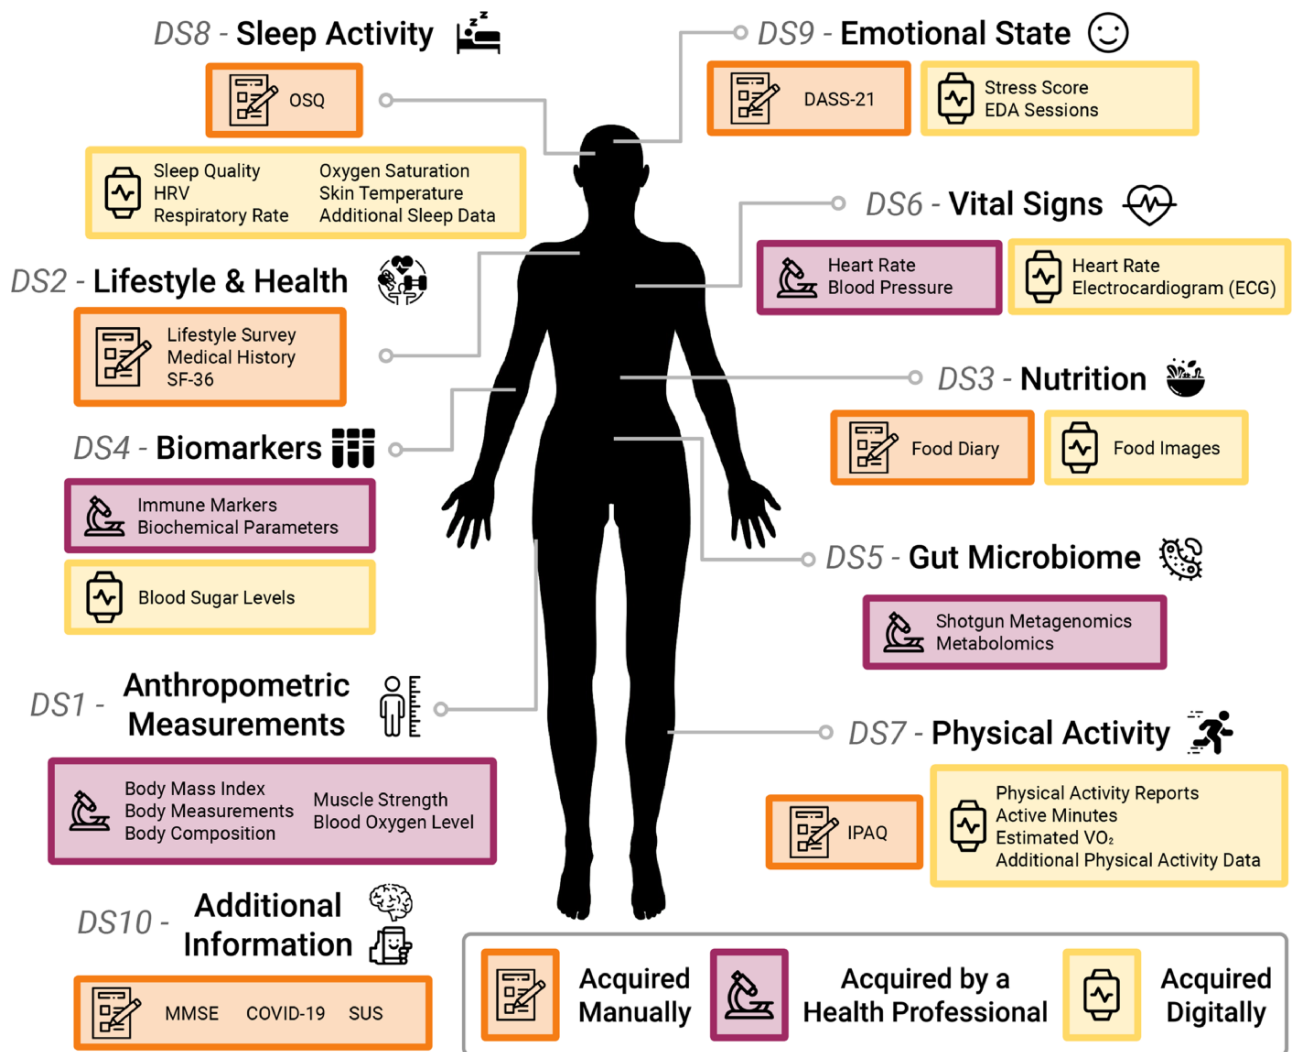 DS8 - Sleep Activity
OSQ
Sleep Quality
HRV
Respiratory Rate
Oxygen Saturation
Skin Temperature
Additional Sleep Data
DS9 - Emotional State
DASS-21
Stress Score
EDA Sessions
DS6 - Vital Signs
Heart Rate
Blood Pressure
Heart Rate
Electrocardiogram (ECG)
DS2 - Lifestyle & Health
Lifestyle Survey
Medical History
SF-36
DS3 - Nutrition
Food Diary
Food Images
DS4 - Biomarkers
Immune Markers
Biochemical Parameters
Blood Sugar Levels
DS5 - Gut Microbiome
Shotgun Metagenomics
Metabolomics
DS1 - Anthropometric
Measurements
Body Mass Index
Body Measurements
Body Composition
Muscle Strength
Blood Oxygen Level
DS7 - Physical Activity
IPAQ
Physical Activity Reports
Active Minutes
Estimated VO₂
Additional Physical Activity Data
DS10 - Additional
Information
MMSE COVID-19 SUS
Acquired
Manually
Acquired by a
Health Professional
Acquired
Digitally